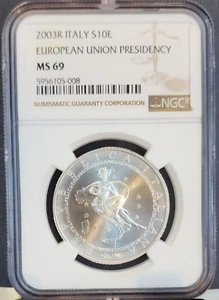 2003R ITALY S10E
EUROPEAN UNION PRESIDENCY
MS 69
5956105-008
NUMISMATIC GUARANTY CORPORATION
NGC